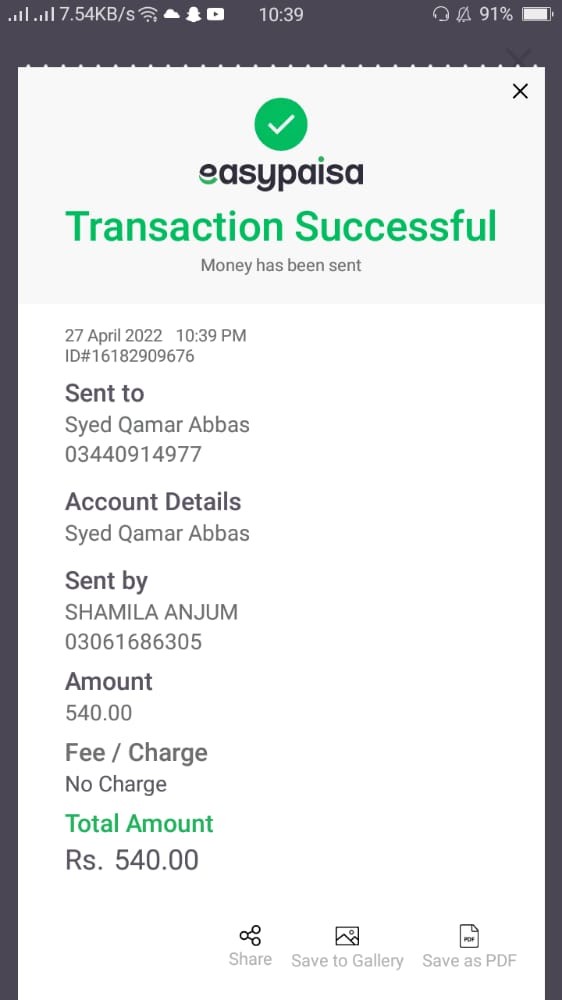 7.54KB/s 10:39 91%
easypaisa
Transaction Successful
Money has been sent
27 April 2022 10:39 PM
ID#16182909676
Sent to
Syed Qamar Abbas
03440914977
Account Details
Syed Qamar Abbas
Sent by
SHAMILA ANJUM
03061686305
Amount
540.00
Fee / Charge
No Charge
Total Amount
Rs. 540.00
PDF
Share Save to Gallery Save as PDF